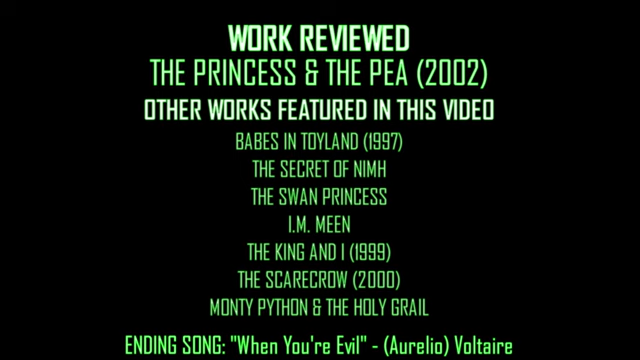 WORK REVIEWED
THE PRINCESS & THE PEA (2002)
OTHER WORKS FEATURED IN THIS VIDEO
BABES IN TOYLAND (1997)
THE SECRET OF NIMH
THE SWAN PRINCESS
I.M. MEEN
THE KING AND I (1999)
THE SCARECROW (2000)
MONTY PYTHON & THE HOLY GRAIL
ENDING SONG: "When You're Evil" - (Aurelio) Voltaire